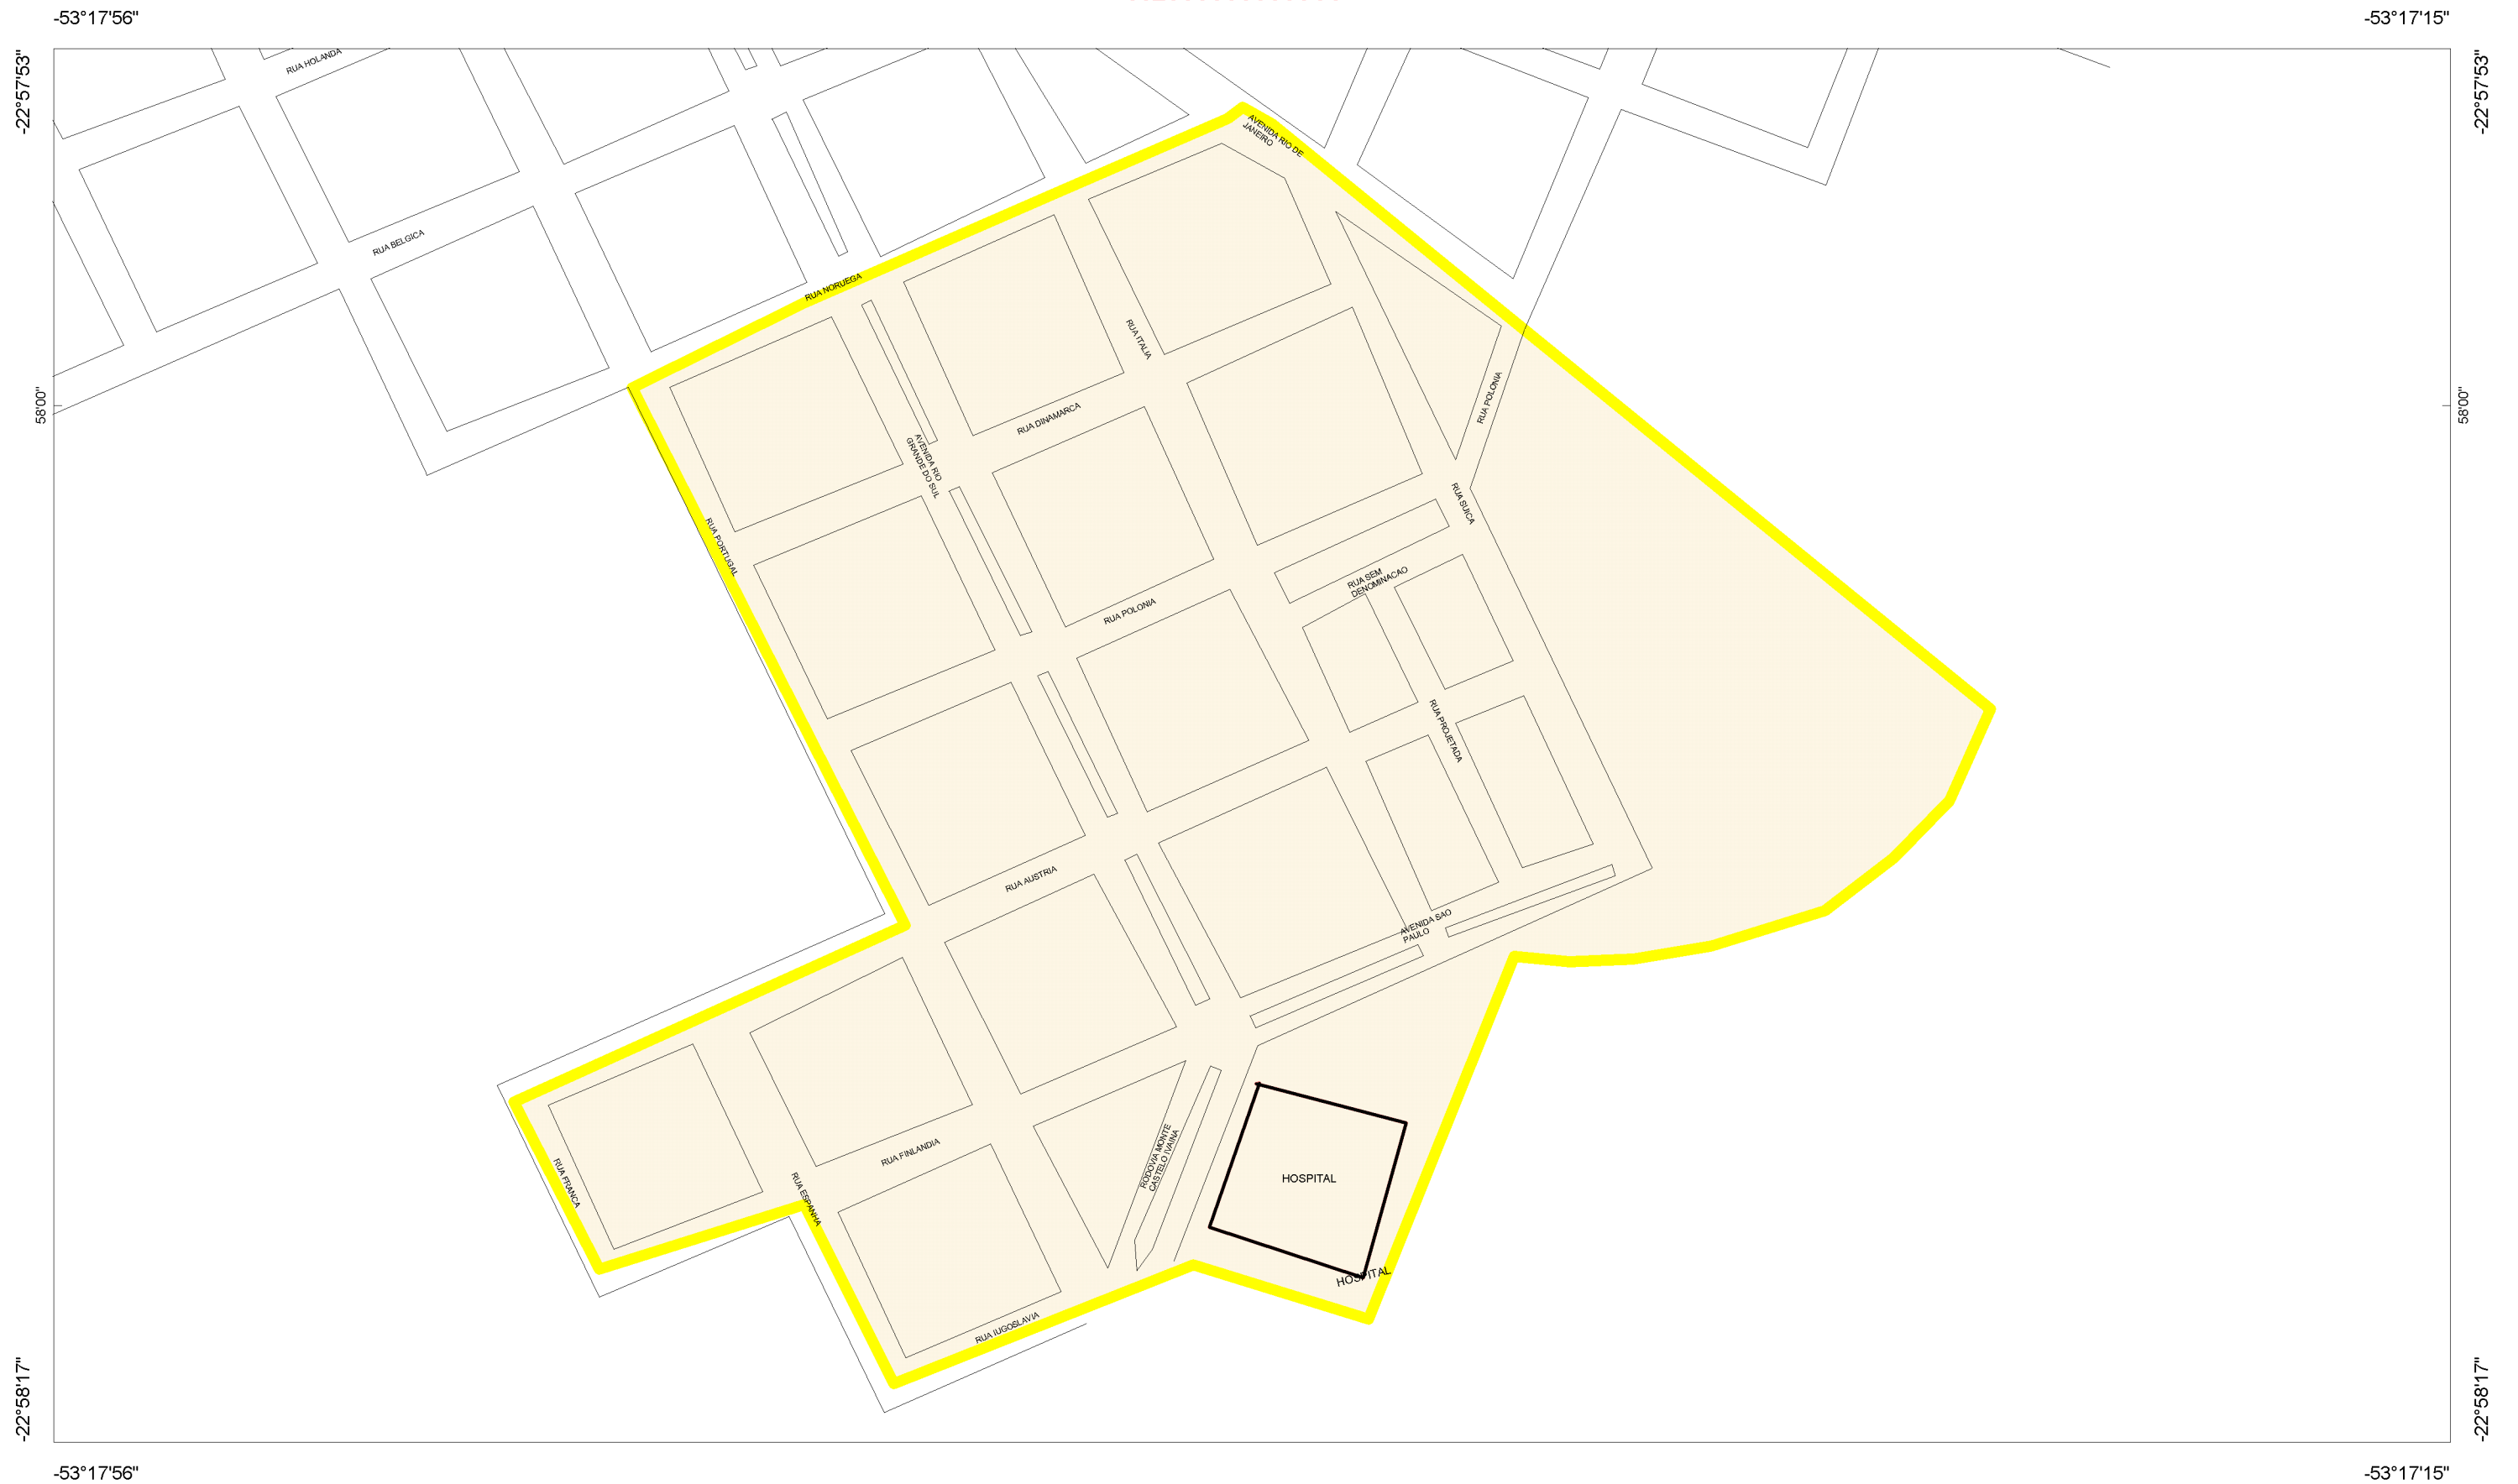 -53°17'56"
-53°17'15"
-22°57'53"
-22°57'53"
RUA HOLANDA
AVENIDA RIO DE
JANEIRO
RUA BELGICA
RUA NORUEGA
RUA ITALIA
58'00"
58'00"
RUA POLONIA
RUA DINAMARCA
AVENIDA RIO
GRANDE DO SUL
RUA SUICA
RUA PORTUGAL
RUA SEM
DENOMINACAO
RUA POLONIA
RUA PROJETADA
RUA AUSTRIA
AVENIDA SAO
PAULO
RUA FINLANDIA
RODOVIA MONTE
CASTELO IVAINA
RUA FRANCA
RUA ESPANHA
HOSPITAL
HOSPITAL
RUA IUGOSLAVIA
-22°58'17"
-22°58'17"
-53°17'56"
-53°17'15"